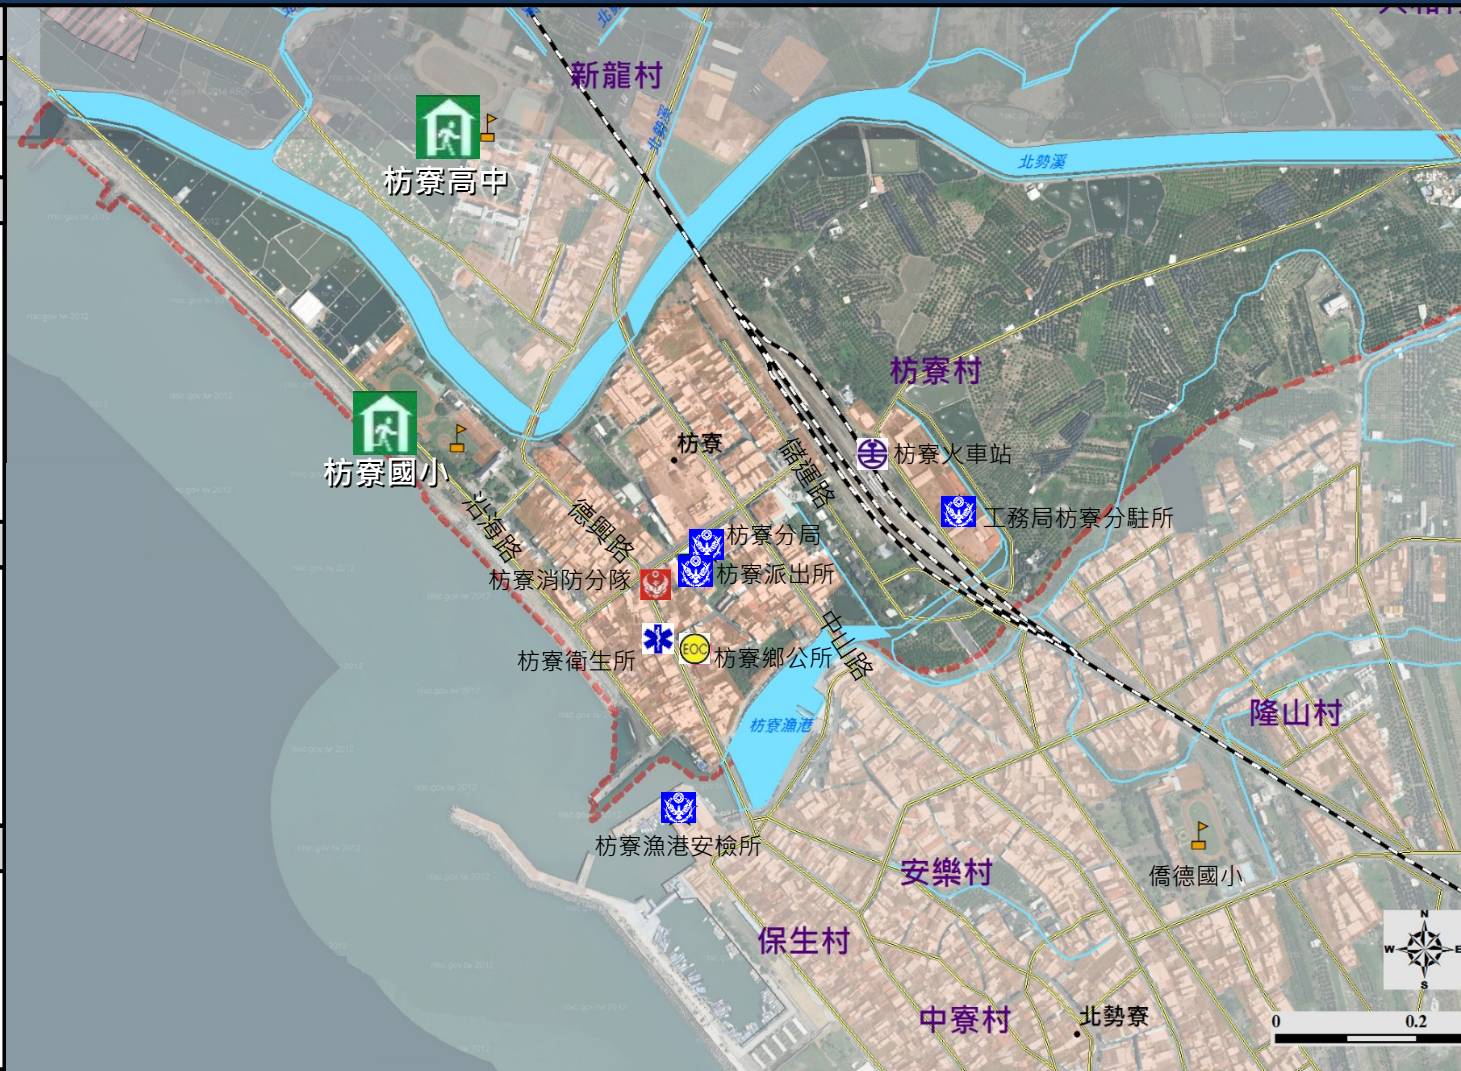 新龍村
北勢溪
枋寮高中
北勢溪
枋寮村
枋寮
枋寮火車站
儲運路
枋寮國小
沿海路
德興路
工務局枋寮分駐所
枋寮分局
枋寮派出所
枋寮消防分隊
中山路
枋寮衛生所
EOC
枋寮鄉公所
枋寮漁港
隆山村
枋寮漁港安檢所
安樂村
僑德國小
保生村
中寮村
北勢寮
N
W
E
S
0
0.2